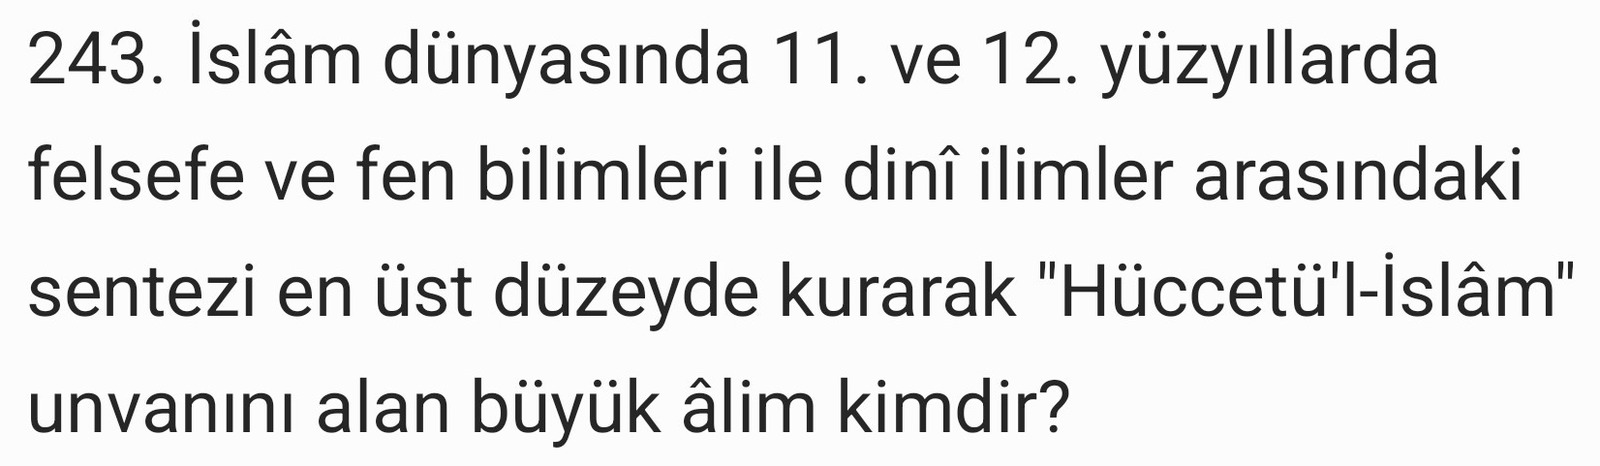 243. İslâm dünyasında 11. ve 12. yüzyıllarda
felsefe ve fen bilimleri ile dinî ilimler arasındaki
sentezi en üst düzeyde kurarak "Hüccetü'l-İslâm"
unvanını alan büyük âlim kimdir?